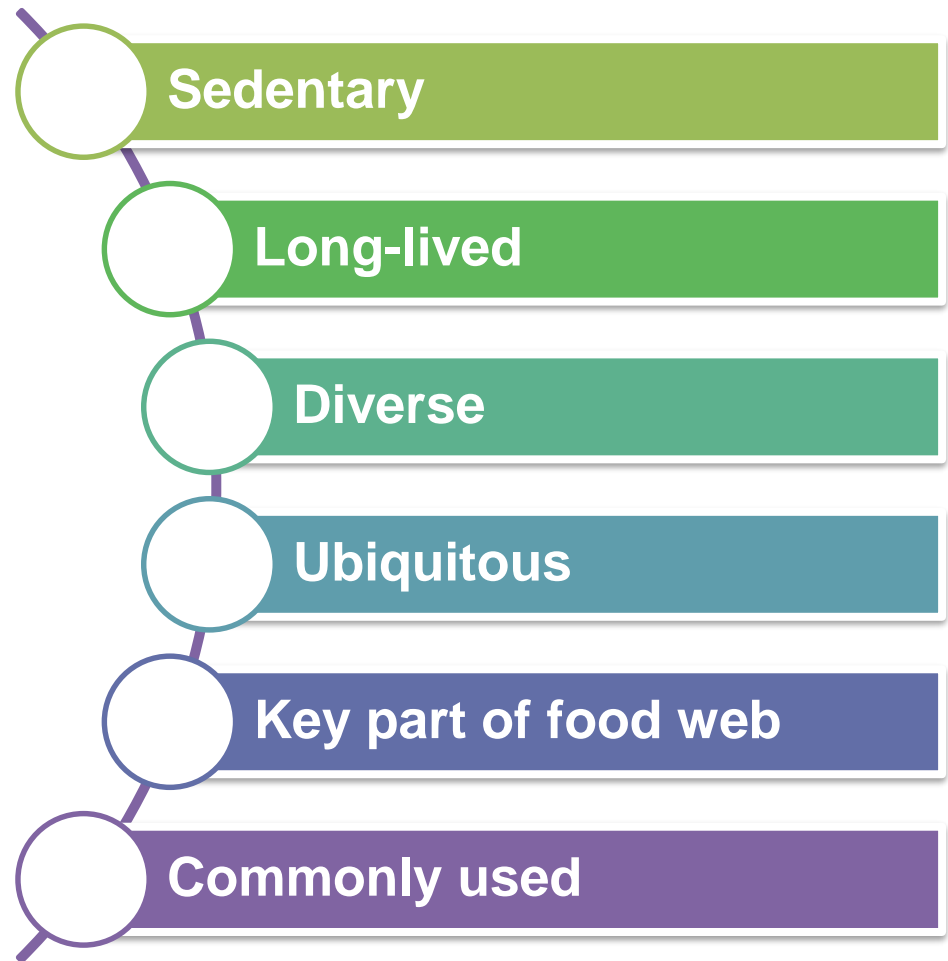 Sedentary
Long-lived
Diverse
Ubiquitous
Key part of food web
Commonly used